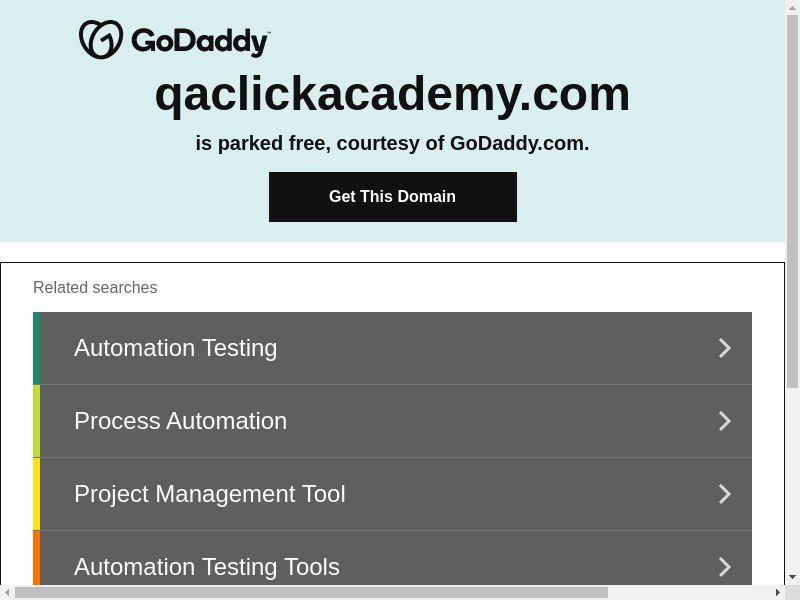 GoDaddy™
qaclickacademy.com
is parked free, courtesy of GoDaddy.com.
Get This Domain
Related searches
Automation Testing
Process Automation
Project Management Tool
Automation Testing Tools